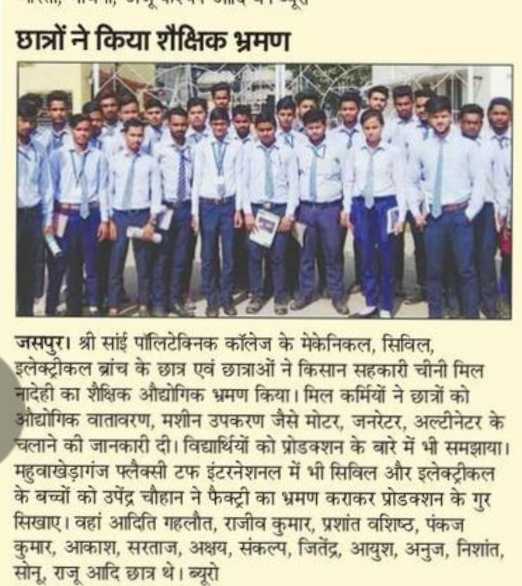 छात्रों ने किया शैक्षिक भ्रमण
जसपुर। श्री सांई पॉलिटेक्निक कॉलेज के मेकेनिकल, सिविल,
इलेक्ट्रीकल ब्रांच के छात्र एवं छात्राओं ने किसान सहकारी चीनी मिल
नादेही का शैक्षिक औद्योगिक भ्रमण किया। मिल कर्मियों ने छात्रों को
औद्योगिक वातावरण, मशीन उपकरण जैसे मोटर, जनरेटर, अल्टीनेटर के
चलाने की जानकारी दी। विद्यार्थियों को प्रोडक्शन के बारे में भी समझाया।
महुवाखेड़ागंज फ्लैक्सी टफ इंटरनेशनल में भी सिविल और इलेक्ट्रीकल
के बच्चों को उपेंद्र चौहान ने फैक्ट्री का भ्रमण कराकर प्रोडक्शन के गुर
सिखाए। वहां आदिति गहलौत, राजीव कुमार, प्रशांत वशिष्ठ, पंकज
कुमार, आकाश, सरताज, अक्षय, संकल्प, जितेंद्र, आयुश, अनुज, निशांत,
सोनू, राजू आदि छात्र थे। ब्यूरो